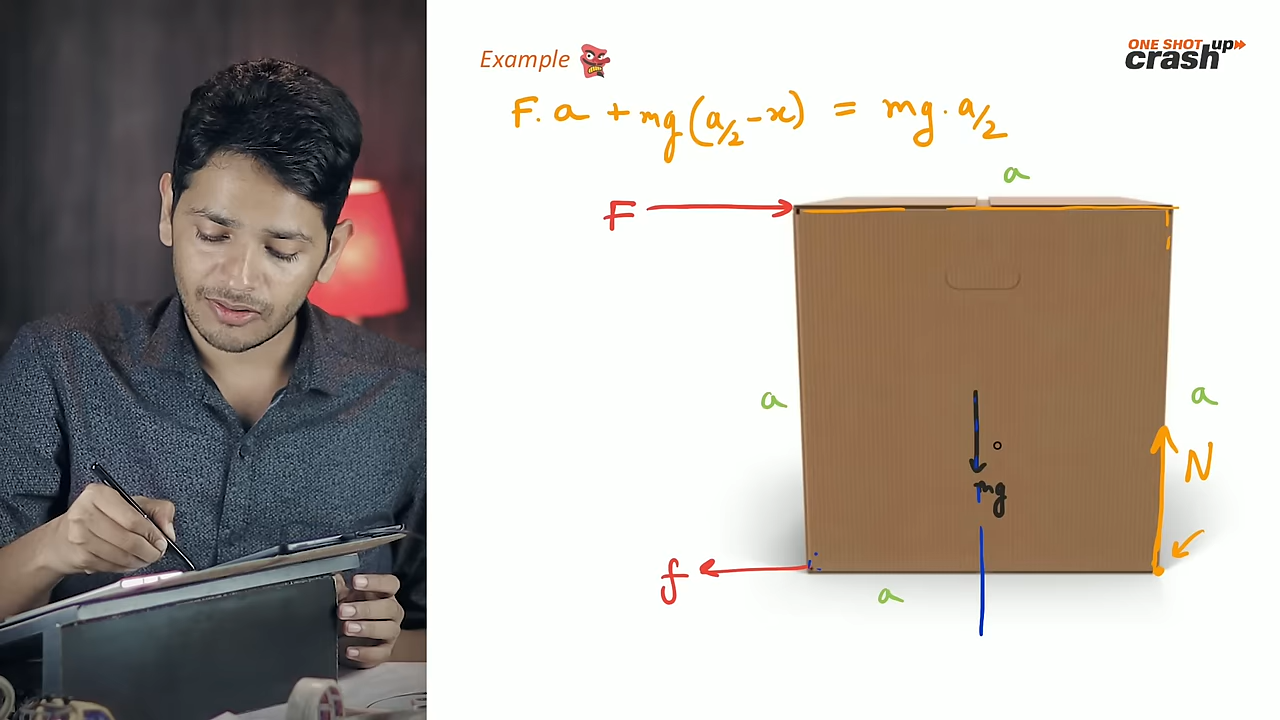 Example
ONE SHOT
crash up
F. a + mg(a/2 - x) = mg. a/2
a
F
a
a
mg
N
f
a